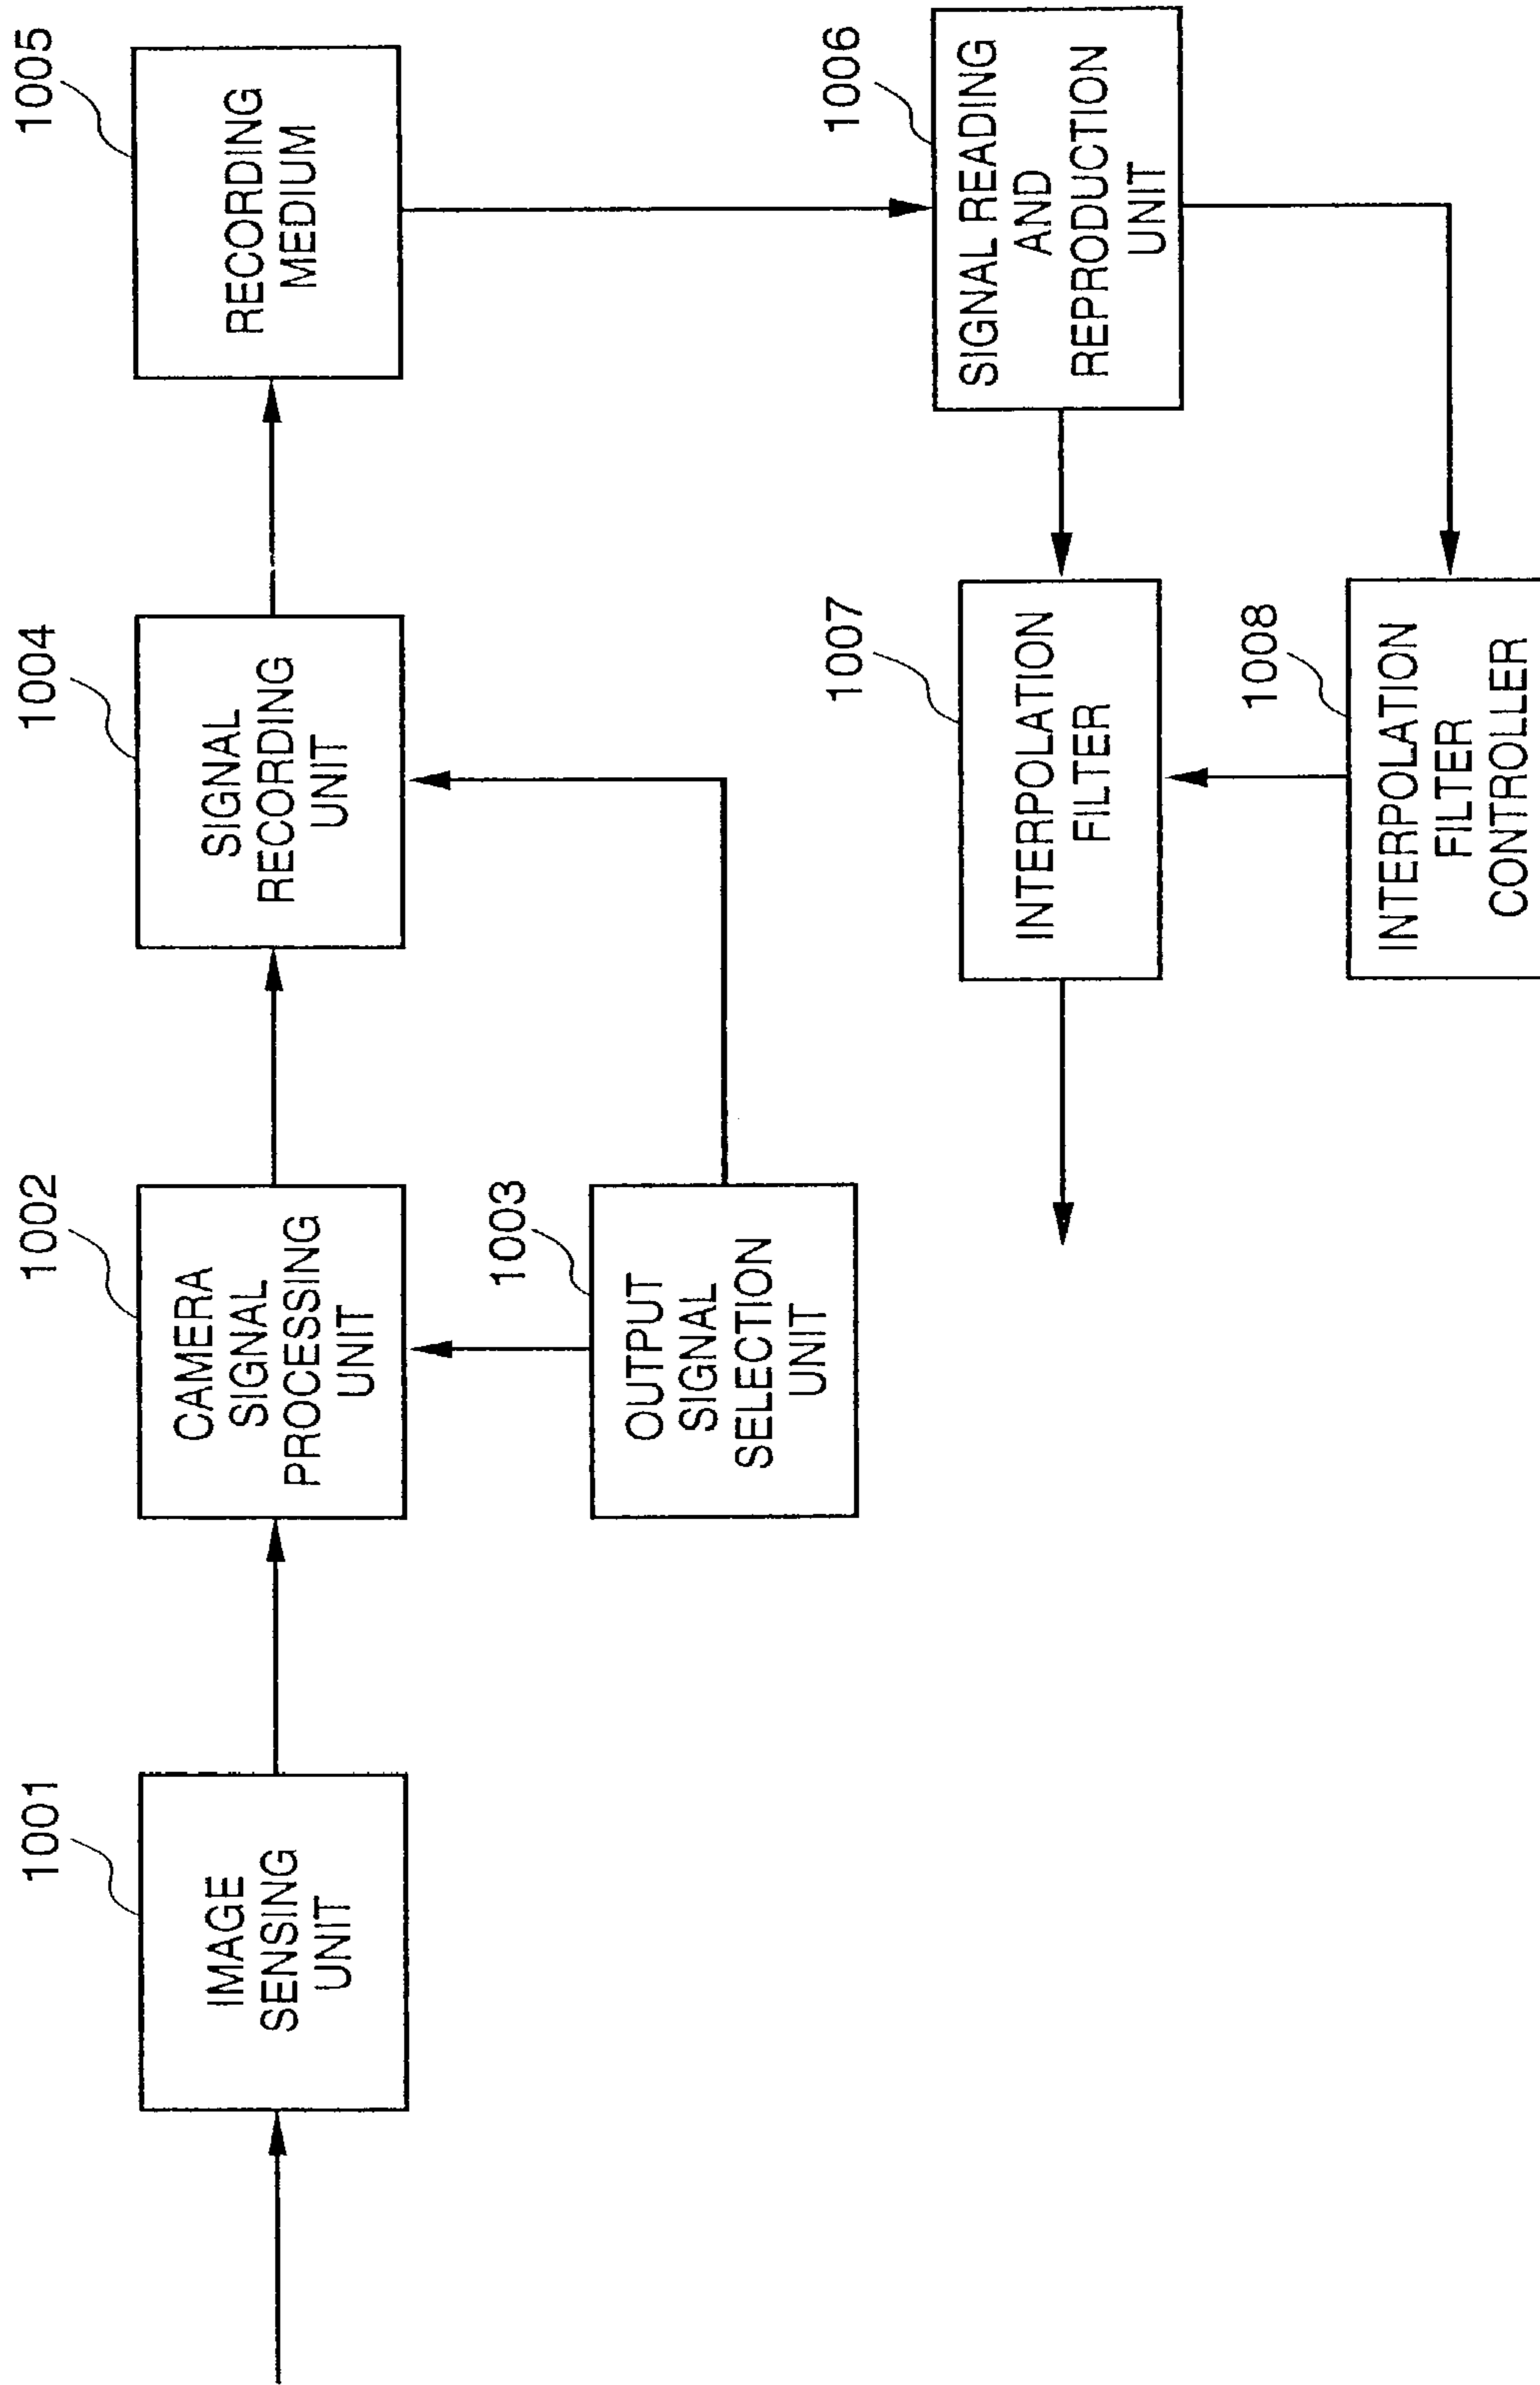 1001
IMAGE
SENSING
UNIT
1002
CAMERA
SIGNAL
PROCESSING
UNIT
1003
OUTPUT
SIGNAL
SELECTION
UNIT
1004
SIGNAL
RECORDING
UNIT
1005
RECORDING
MEDIUM
1006
SIGNAL READING
AND
REPRODUCTION
UNIT
1007
INTERPOLATION
FILTER
1008
INTERPOLATION
FILTER
CONTROLLER